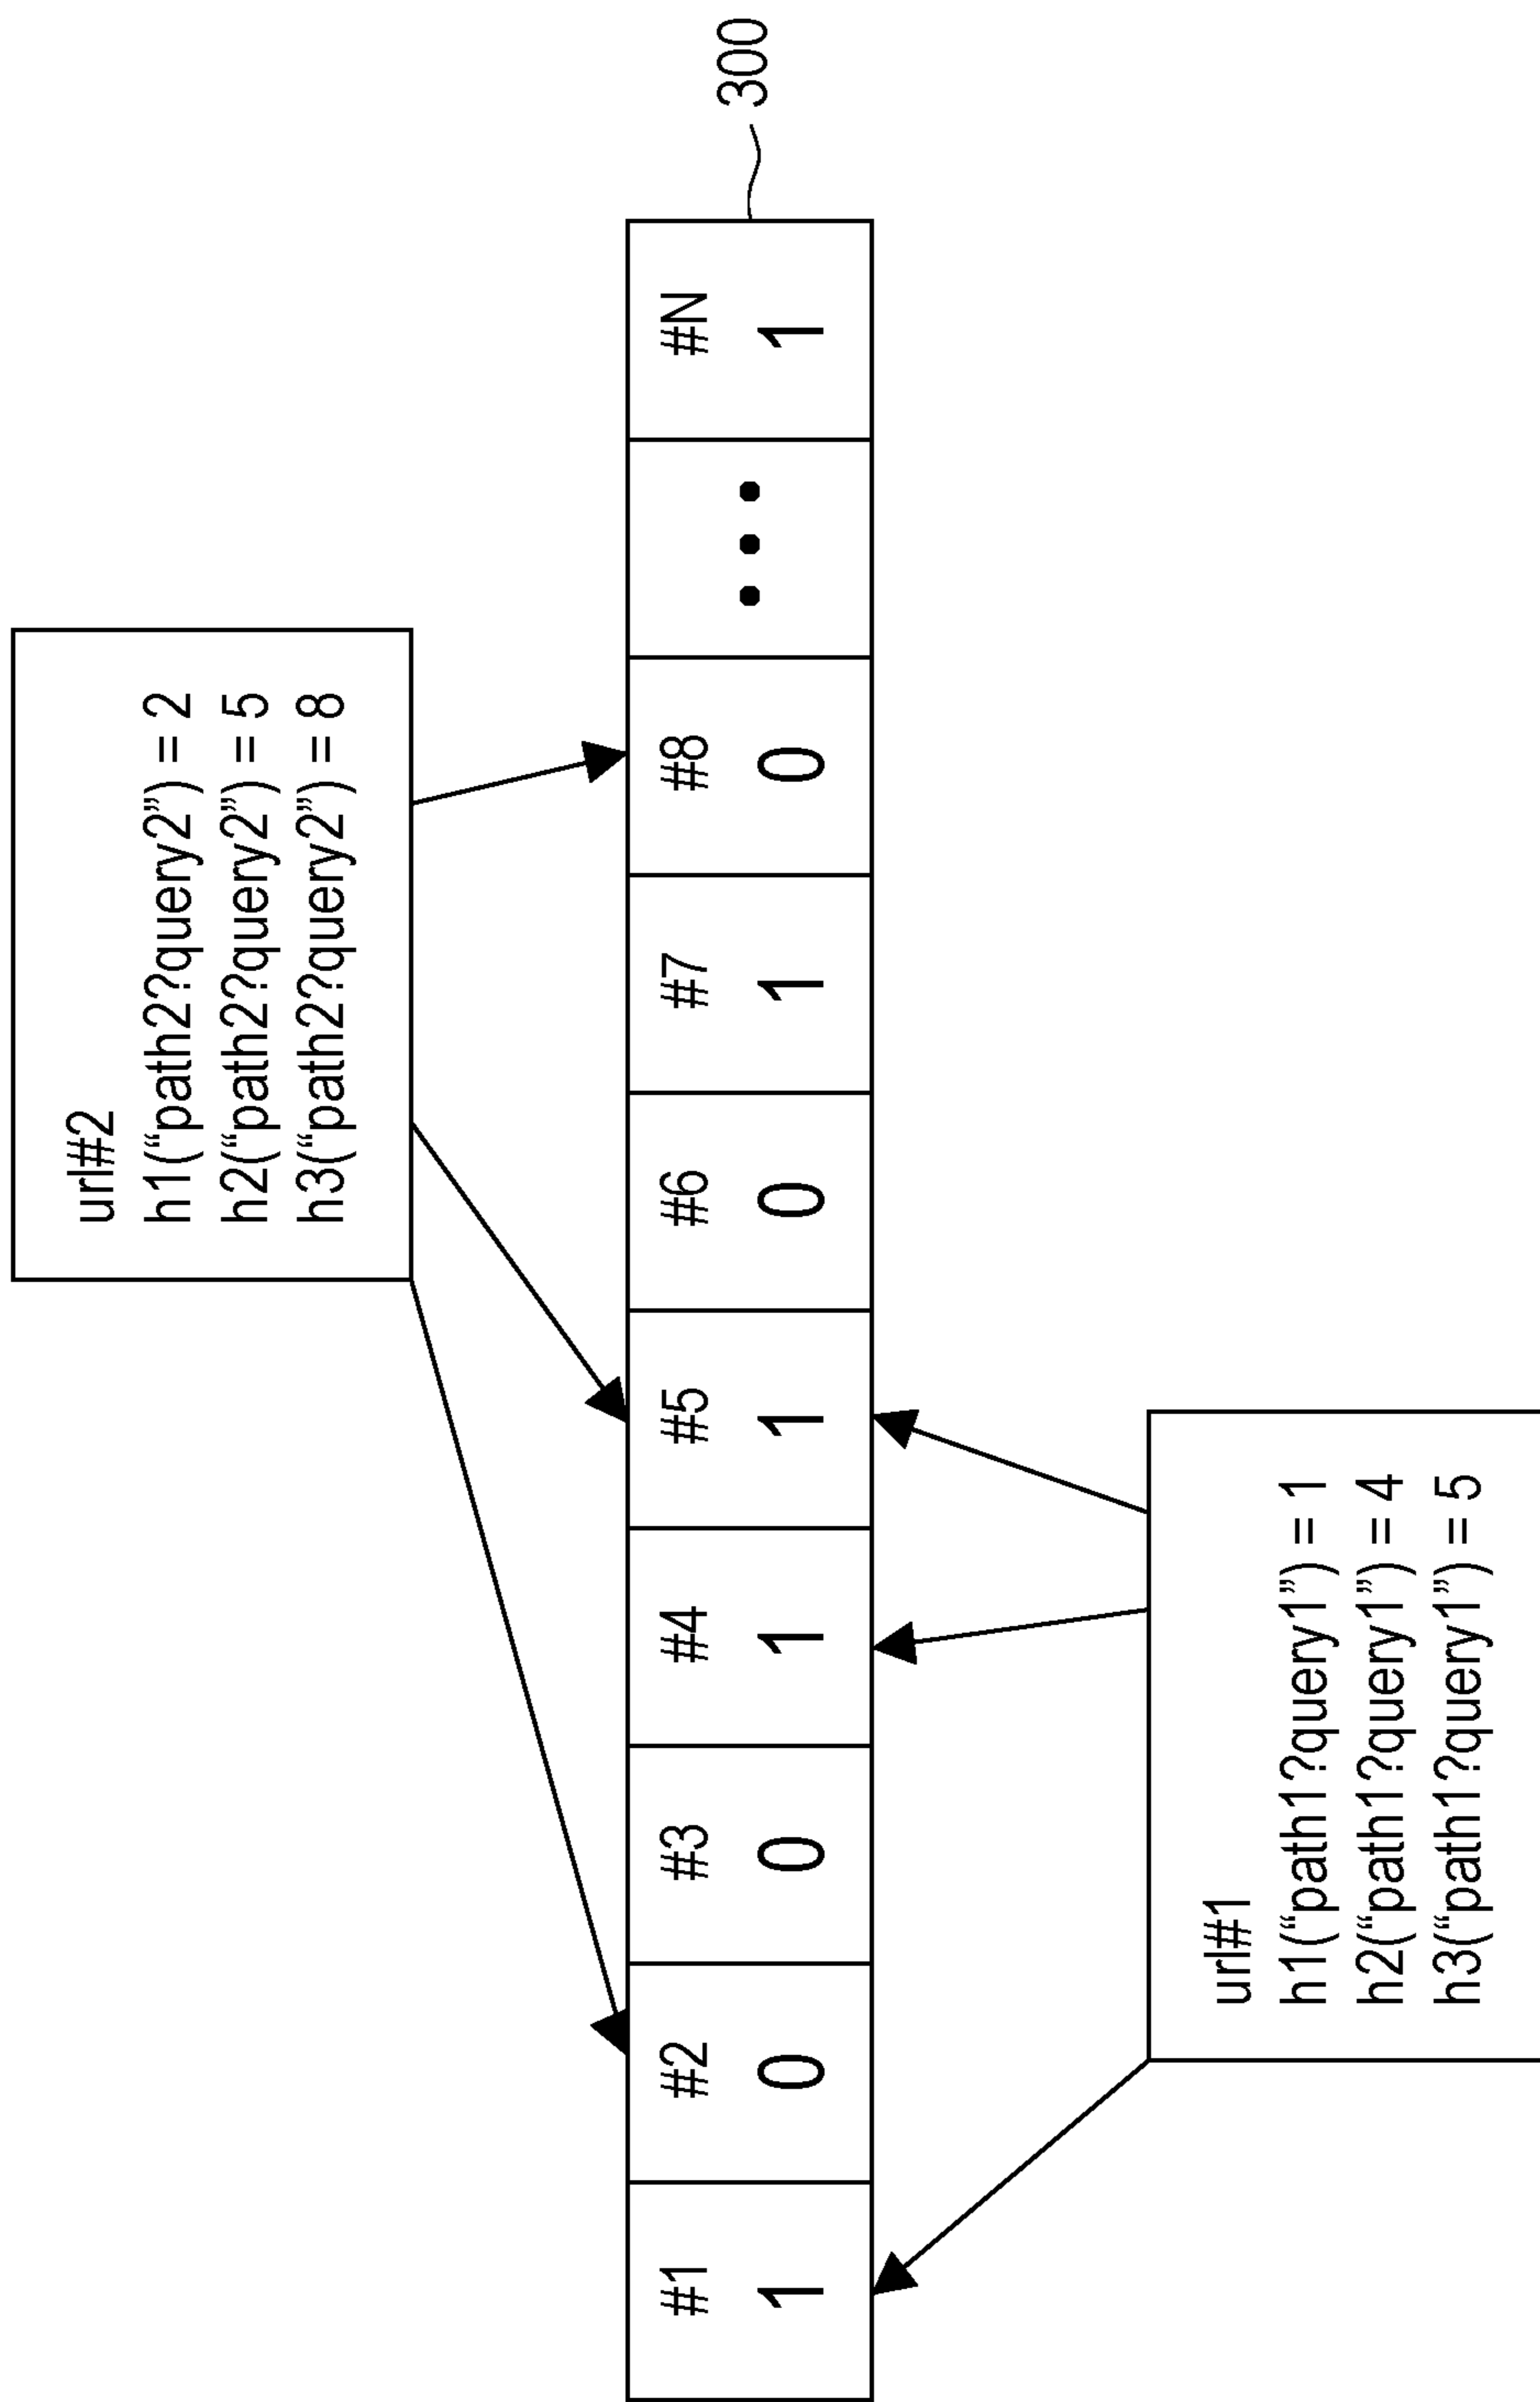 url#2
h1(“path2?query2”) = 2
h2(“path2?query2”) = 5
h3(“path2?query2”) = 8
#1 #2 #3 #4 #5 #6 #7 #8 #N
1 0 0 1 1 0 1 0 ••• 1
300
url#1
h1(“path1?query1”) = 1
h2(“path1?query1”) = 4
h3(“path1?query1”) = 5